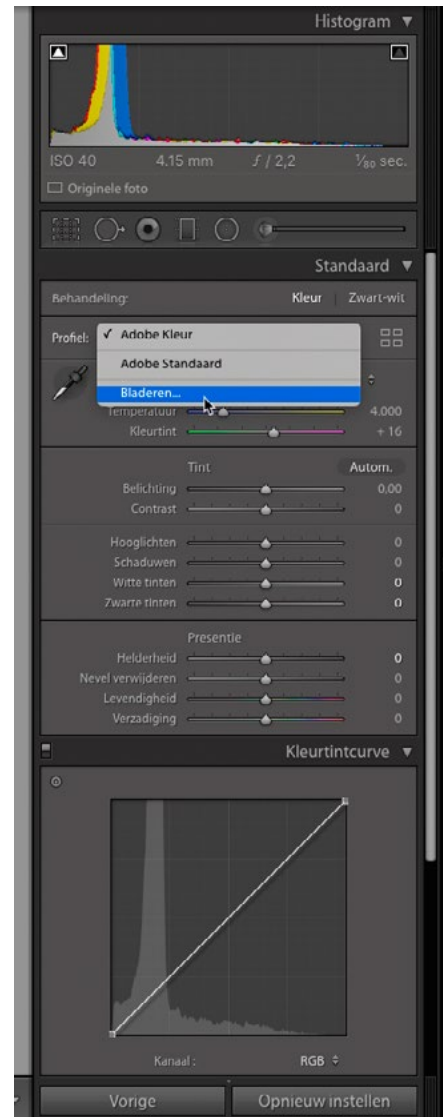 Histogram
ISO 40 4.15 mm ƒ / 2,2 1/80 sec.
Originele foto
Standaard
Behandeling: Kleur Zwart-wit
Profiel: ✓ Adobe Kleur
Adobe Standaard
Bladeren...
Temperatuur 4.000
Kleurtint + 16
Tint Autom.
Belichting 0,00
Contrast 0
Hooglichten 0
Schaduwen 0
Witte tinten 0
Zwarte tinten 0
Presentie
Helderheid 0
Nevel verwijderen 0
Levendigheid 0
Verzadiging 0
Kleurtintcurve
Kanaal : RGB
Vorige Opnieuw instellen